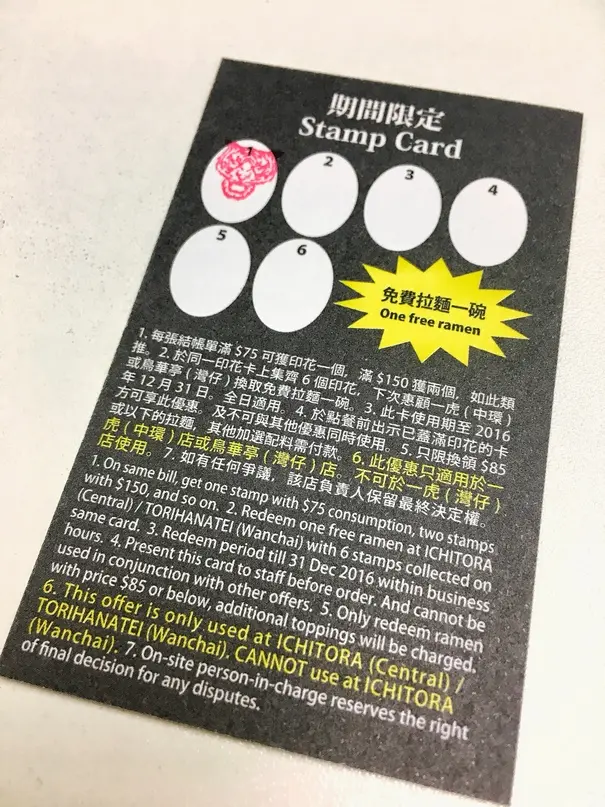 期間限定
Stamp Card
1
2
3
4
5
6
免費拉麵一碗
One free ramen
1. 每張結帳單滿 $75 可獲印花一個，滿 $150 獲兩個，如此類
推。2. 於同一印花卡上集齊 6 個印花，下次惠顧一虎 (中環)
或鳥華亭 (灣仔) 換取免費拉麵一碗。3. 此卡使用期至 2016
年 12 月 31 日。全日適用。4. 於點餐前出示已蓋滿印花的卡
方可享此優惠。及不可與其他優惠同時使用。5. 只限換領 $85
或以下的拉麵，其他加選配料需付款。6. 此優惠只適用於一
虎 (中環) 店或鳥華亭 (灣仔) 店，不可於一虎 (灣仔)
店使用。7. 如有任何爭議，該店負責人保留最終決定權。
1. On same bill, get one stamp with $75 consumption, two stamps
with $150, and so on. 2. Redeem one free ramen at ICHITORA
(Central) / TORIHANATEI (Wanchai) with 6 stamps collected on
same card. 3. Redeem period till 31 Dec 2016 within business
hours. 4. Present this card to staff before order. And cannot be
used in conjunction with other offers. 5. Only redeem ramen
with price $85 or below, additional toppings will be charged.
6. This offer is only used at ICHITORA (Central) /
TORIHANATEI (Wanchai). CANNOT use at ICHITORA
(Wanchai). 7. On-site person-in-charge reserves the right
of final decision for any disputes.